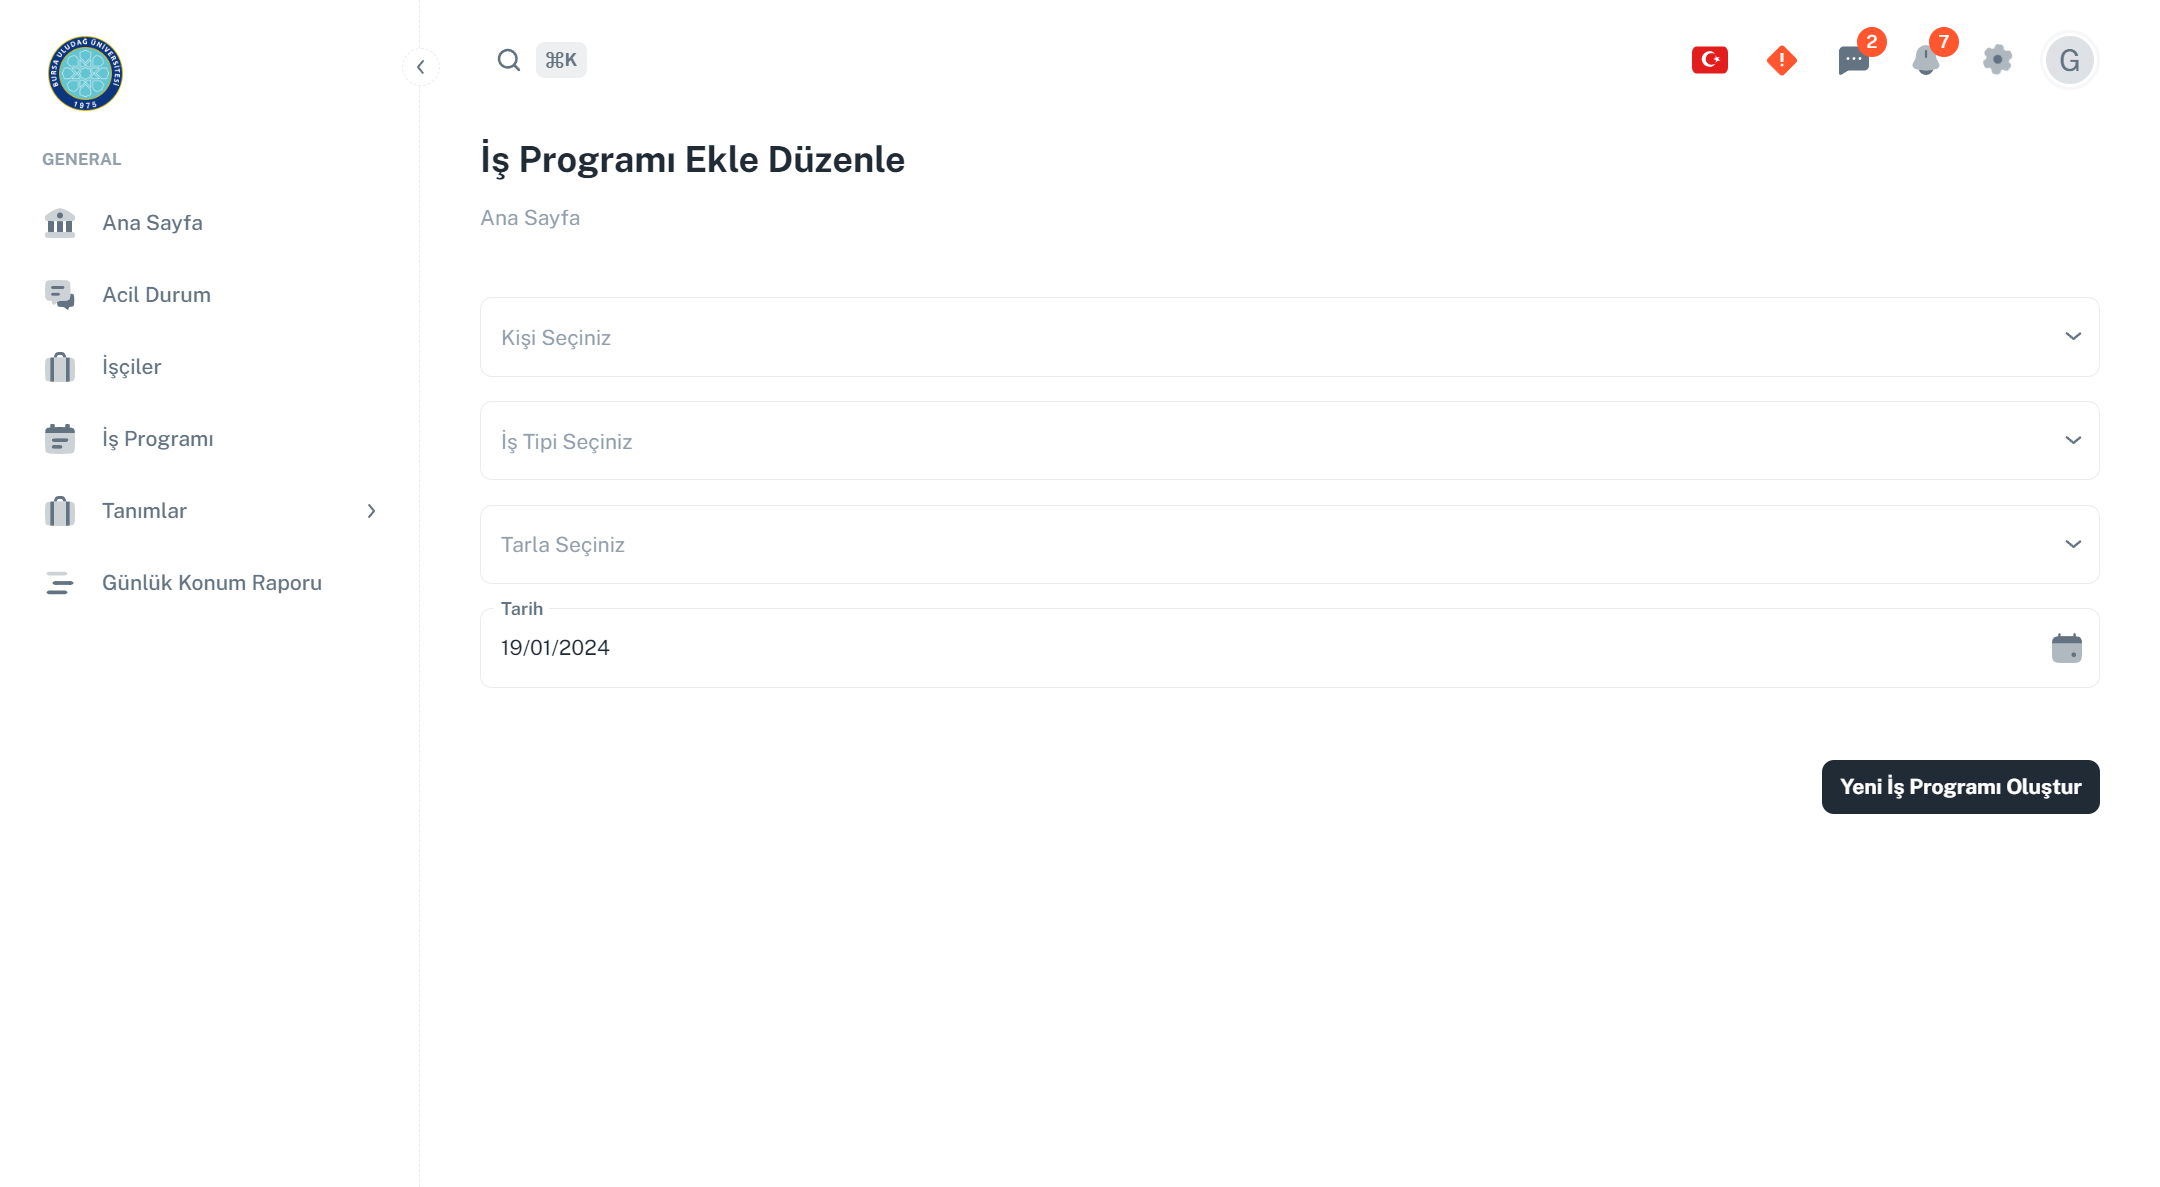 BURSA ULUDAĞ ÜNİVERSİTESİ
1975
⌘K
2
7
G
GENERAL
Ana Sayfa
Acil Durum
İşçiler
İş Programı
Tanımlar
Günlük Konum Raporu
İş Programı Ekle Düzenle
Ana Sayfa
Kişi Seçiniz
İş Tipi Seçiniz
Tarla Seçiniz
Tarih
19/01/2024
Yeni İş Programı Oluştur